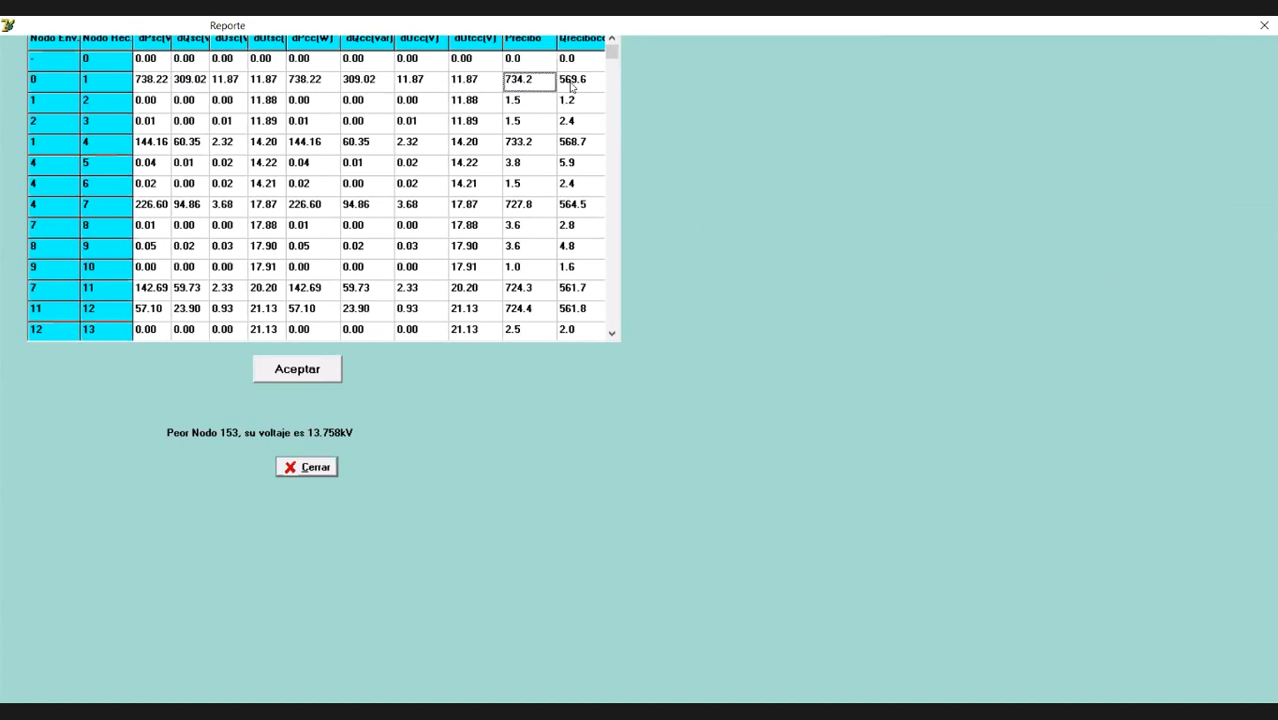 Reporte
Nodo Env. Nodo Rec. dPsc(v dQsc(v dUsc(v dUtsc(V) dPcc(W) dQcc(var) dUcc(V) dUtcc(V) Precibo Qreciboco
- 0 0.00 0.00 0.00 0.00 0.00 0.00 0.00 0.00 0.0 0.0
0 1 738.22 309.02 11.87 11.87 738.22 309.02 11.87 11.87 734.2 569.6
1 2 0.00 0.00 0.00 11.88 0.00 0.00 0.00 11.88 1.5 1.2
2 3 0.01 0.00 0.01 11.89 0.01 0.00 0.01 11.89 1.5 2.4
1 4 144.16 60.35 2.32 14.20 144.16 60.35 2.32 14.20 733.2 568.7
4 5 0.04 0.01 0.02 14.22 0.04 0.01 0.02 14.22 3.8 5.9
4 6 0.02 0.00 0.02 14.21 0.02 0.00 0.02 14.21 1.5 2.4
4 7 226.60 94.86 3.68 17.87 226.60 94.86 3.68 17.87 727.8 564.5
7 8 0.01 0.00 0.00 17.88 0.01 0.00 0.00 17.88 3.6 2.8
8 9 0.05 0.02 0.03 17.90 0.05 0.02 0.03 17.90 3.6 4.8
9 10 0.00 0.00 0.00 17.91 0.00 0.00 0.00 17.91 1.0 1.6
7 11 142.69 59.73 2.33 20.20 142.69 59.73 2.33 20.20 724.3 561.7
11 12 57.10 23.90 0.93 21.13 57.10 23.90 0.93 21.13 724.4 561.8
12 13 0.00 0.00 0.00 21.13 0.00 0.00 0.00 21.13 2.5 2.0
Aceptar
Peor Nodo 153, su voltaje es 13.758kV
Cerrar